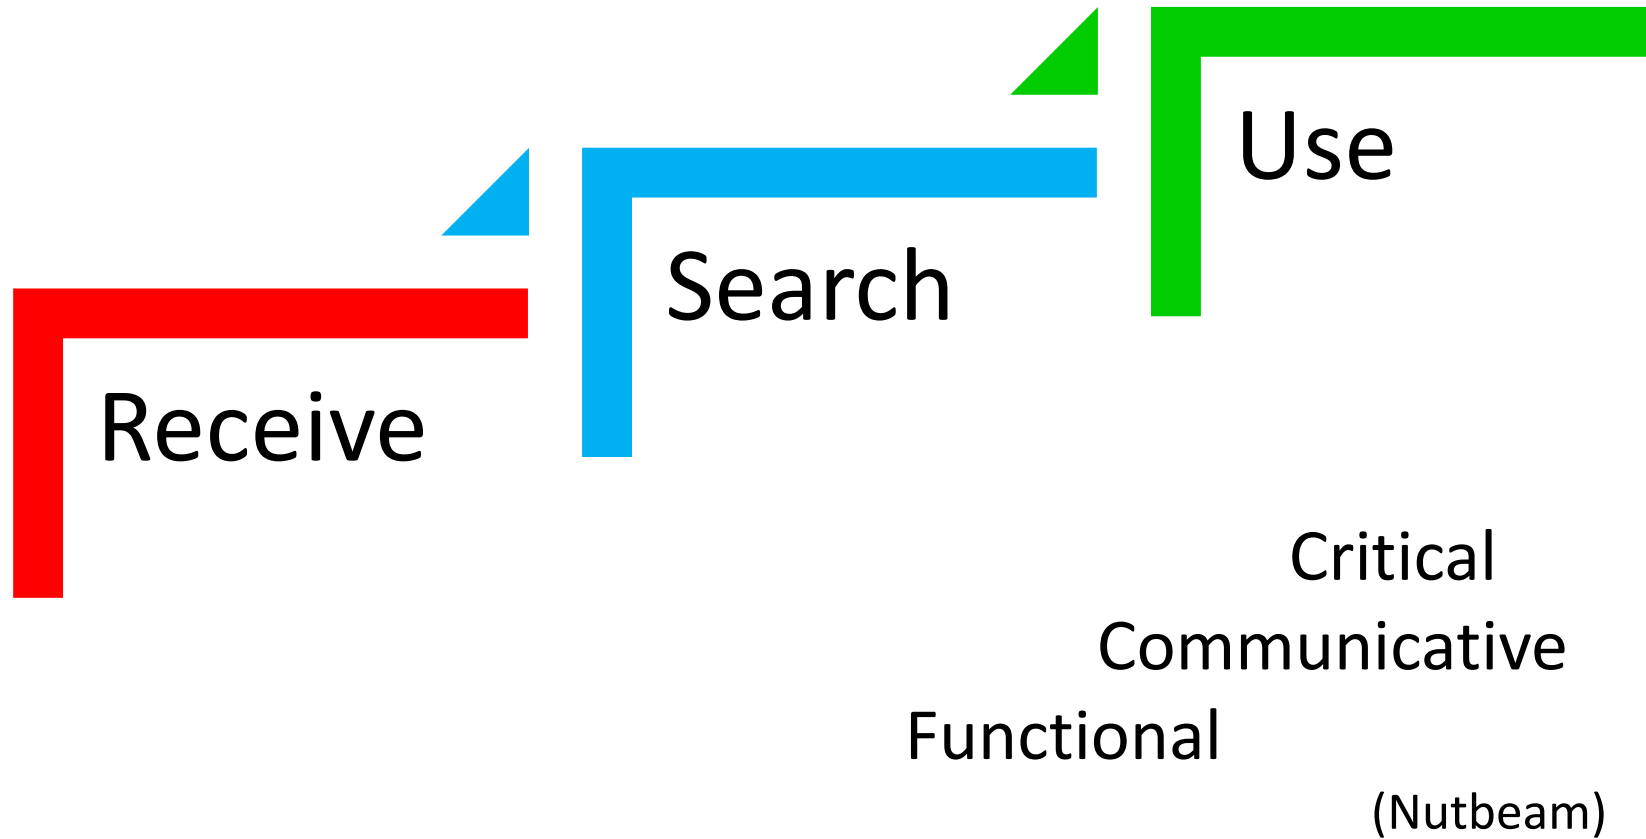 Use
Search
Receive
Critical
Communicative
Functional
(Nutbeam)